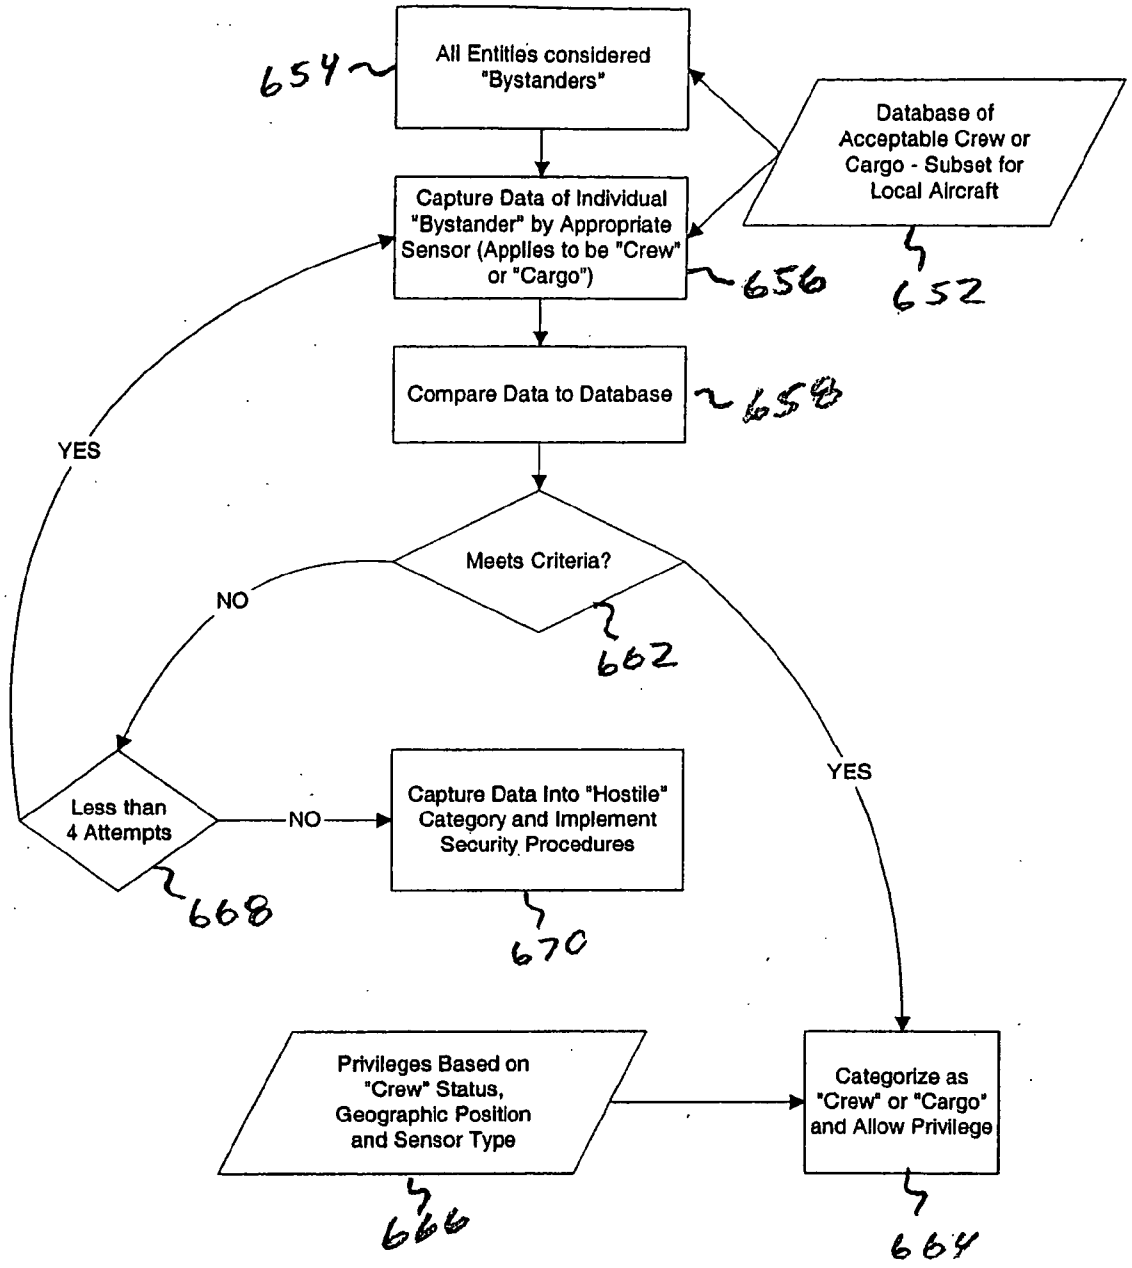 All Entities considered
"Bystanders"
654
Database of
Acceptable Crew or
Cargo - Subset for
Local Aircraft
652
Capture Data of Individual
"Bystander" by Appropriate
Sensor (Applies to be "Crew"
or "Cargo")
656
Compare Data to Database
658
YES
Meets Criteria?
662
NO
YES
Less than
4 Attempts
668
NO
Capture Data Into "Hostile"
Category and Implement
Security Procedures
670
Privileges Based on
"Crew" Status,
Geographic Position
and Sensor Type
666
Categorize as
"Crew" or "Cargo"
and Allow Privilege
664